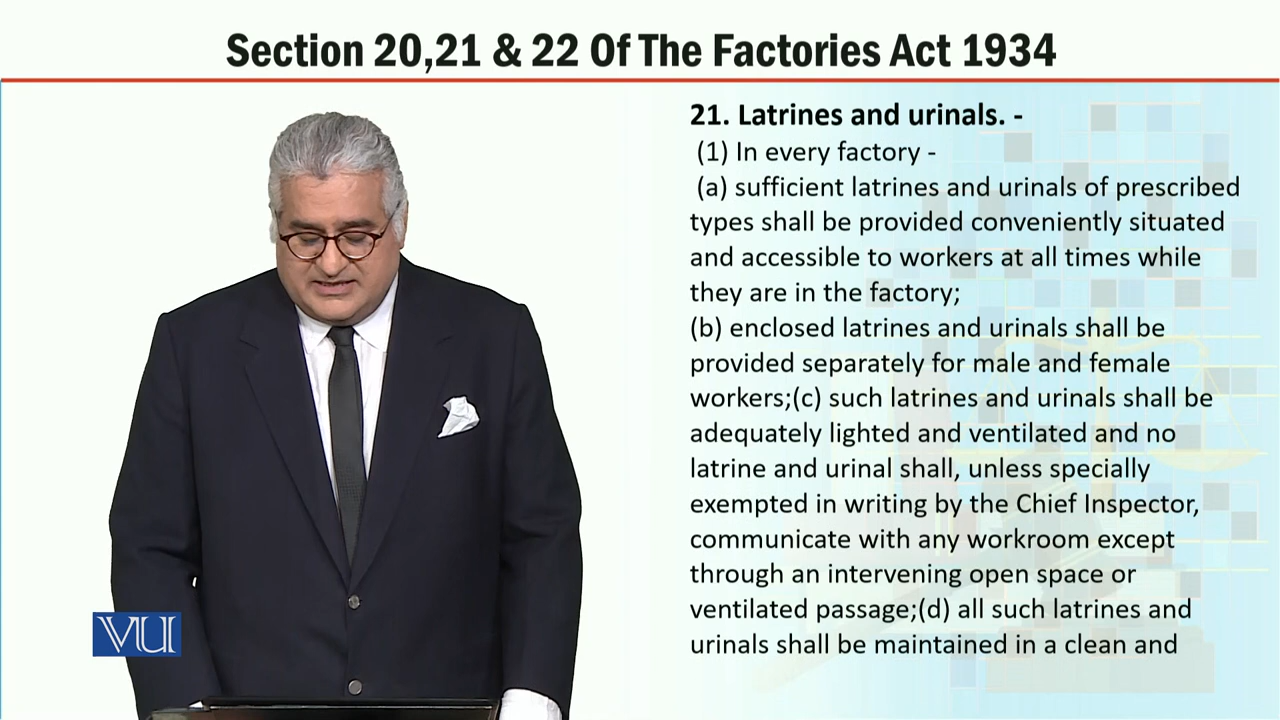 Section 20,21 & 22 Of The Factories Act 1934
21. Latrines and urinals. -
(1) In every factory -
(a) sufficient latrines and urinals of prescribed
types shall be provided conveniently situated
and accessible to workers at all times while
they are in the factory;
(b) enclosed latrines and urinals shall be
provided separately for male and female
workers;(c) such latrines and urinals shall be
adequately lighted and ventilated and no
latrine and urinal shall, unless specially
exempted in writing by the Chief Inspector,
communicate with any workroom except
through an intervening open space or
ventilated passage;(d) all such latrines and
urinals shall be maintained in a clean and
VU